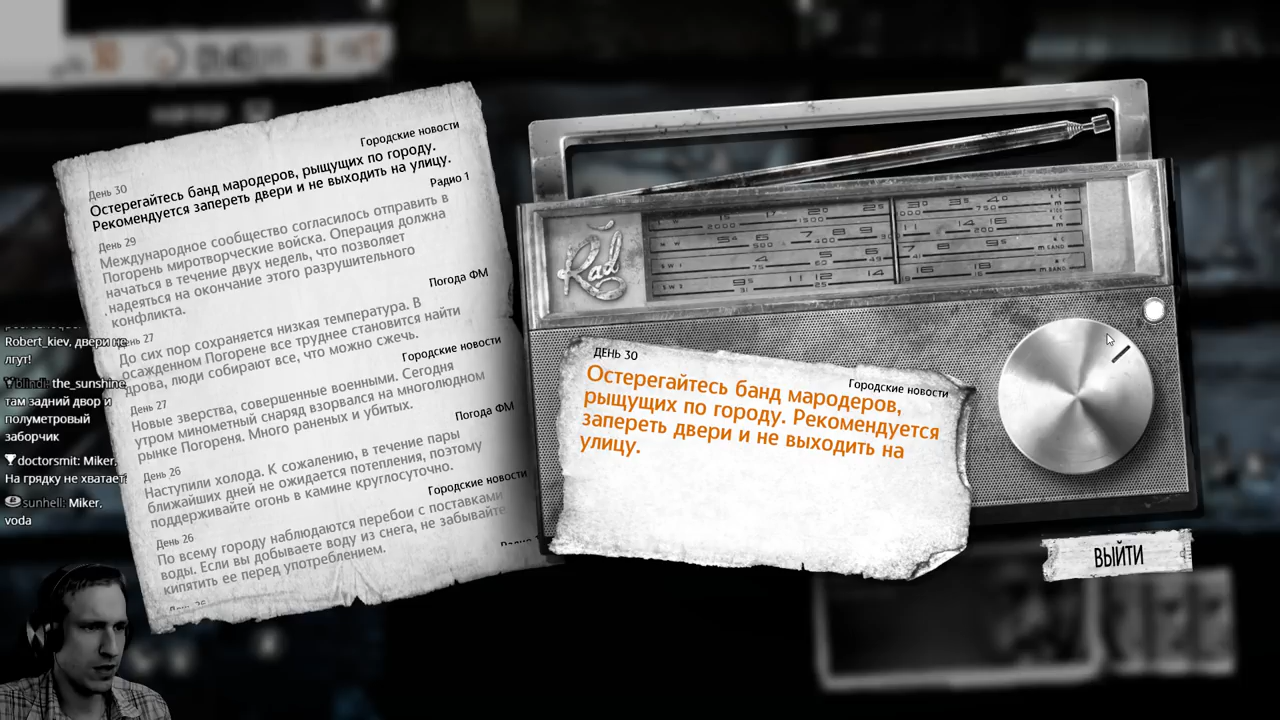 Городские новости
День 30
Остерегайтесь банд мародеров, рыщущих по городу.
Рекомендуется запереть двери и не выходить на улицу.
Радио 1
День 29
Международное сообщество согласилось отправить в
Погорень миротворческие войска. Операция должна
начаться в течение двух недель, что позволяет
надеяться на окончание этого разрушительного
конфликта.
Погода ФМ
День 27
До сих пор сохраняется низкая температура. В
осажденном Погорене все труднее становится найти
дрова, люди собирают все, что можно сжечь.
Городские новости
День 27
Новые зверства, совершенные военными. Сегодня
утром минометный снаряд взорвался на многолюдном
рынке Погореня. Много раненых и убитых.
Погода ФМ
День 26
Наступили холода. К сожалению, в течение пары
ближайших дней не ожидается потепления, поэтому
поддерживайте огонь в камине круглосуточно.
Городские новости
День 26
По всему городу наблюдаются перебои с поставками
воды. Если вы добываете воду из снега, не забывайте
кипятить ее перед употреблением.
Robert_kiev, двери не
лгут!
the_sunshine,
там задний двор и
полуметровый
заборчик
doctorsmit: Miker,
На грядку не хватает
sunhell: Miker,
voda
Rad
ДЕНЬ 30
Городские новости
Остерегайтесь банд мародеров,
рыщущих по городу. Рекомендуется
запереть двери и не выходить на
улицу.
ВЫЙТИ